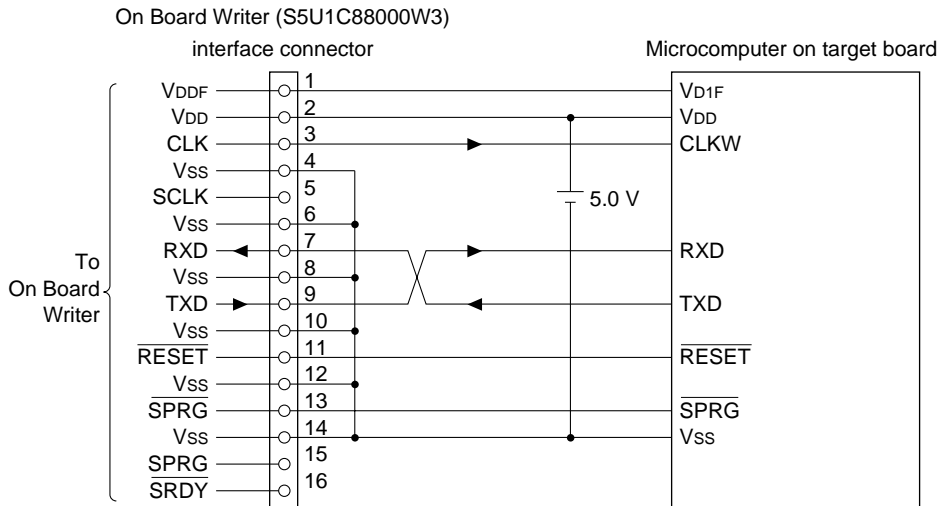 On Board Writer (S5U1C88000W3)
interface connector
Microcomputer on target board
VDDF 1 VD1F
VDD 2 VDD
CLK 3 CLKW
VSS 4
SCLK 5
5.0 V
VSS 6
RXD 7 RXD
VSS 8
TXD 9 TXD
VSS 10
RESET 11 RESET
VSS 12
SPRG 13 SPRG
VSS 14 VSS
SPRG 15
SRDY 16
To
On Board
Writer